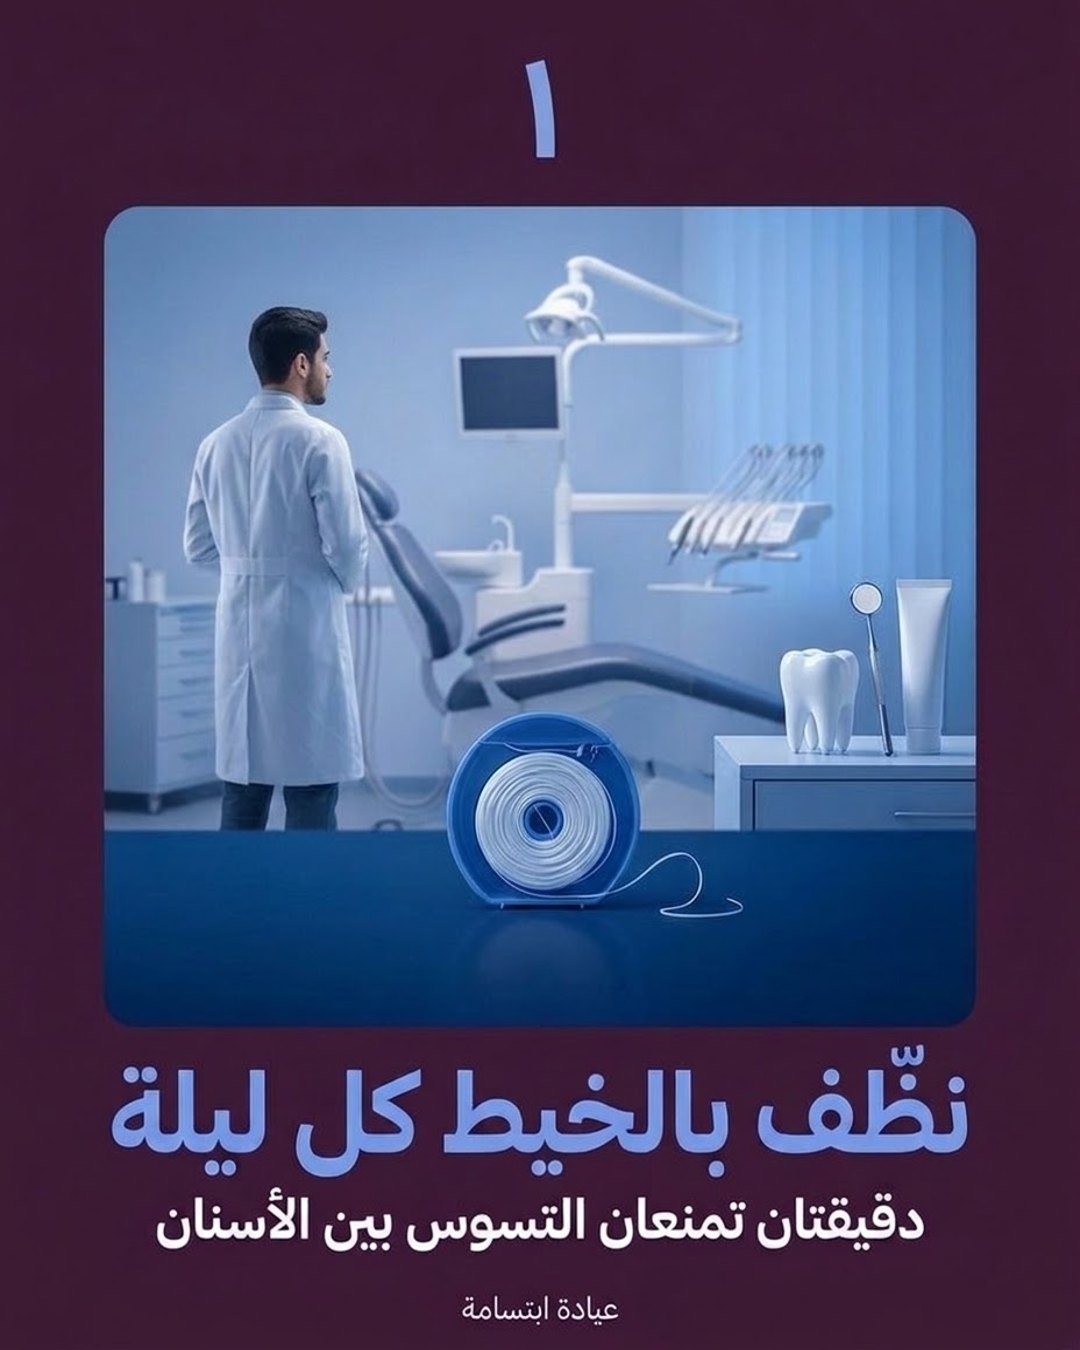 ١
نظّف بالخيط كل ليلة
دقيقتان تمنعان التسوس بين الأسنان
عيادة ابتسامة